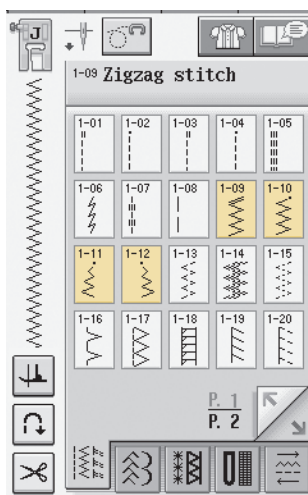 J
1-09 Zigzag stitch
1-01 1-02 1-03 1-04 1-05
1-06 1-07 1-08 1-09 1-10
1-11 1-12 1-13 1-14 1-15
1-16 1-17 1-18 1-19 1-20
P. 1
P. 2